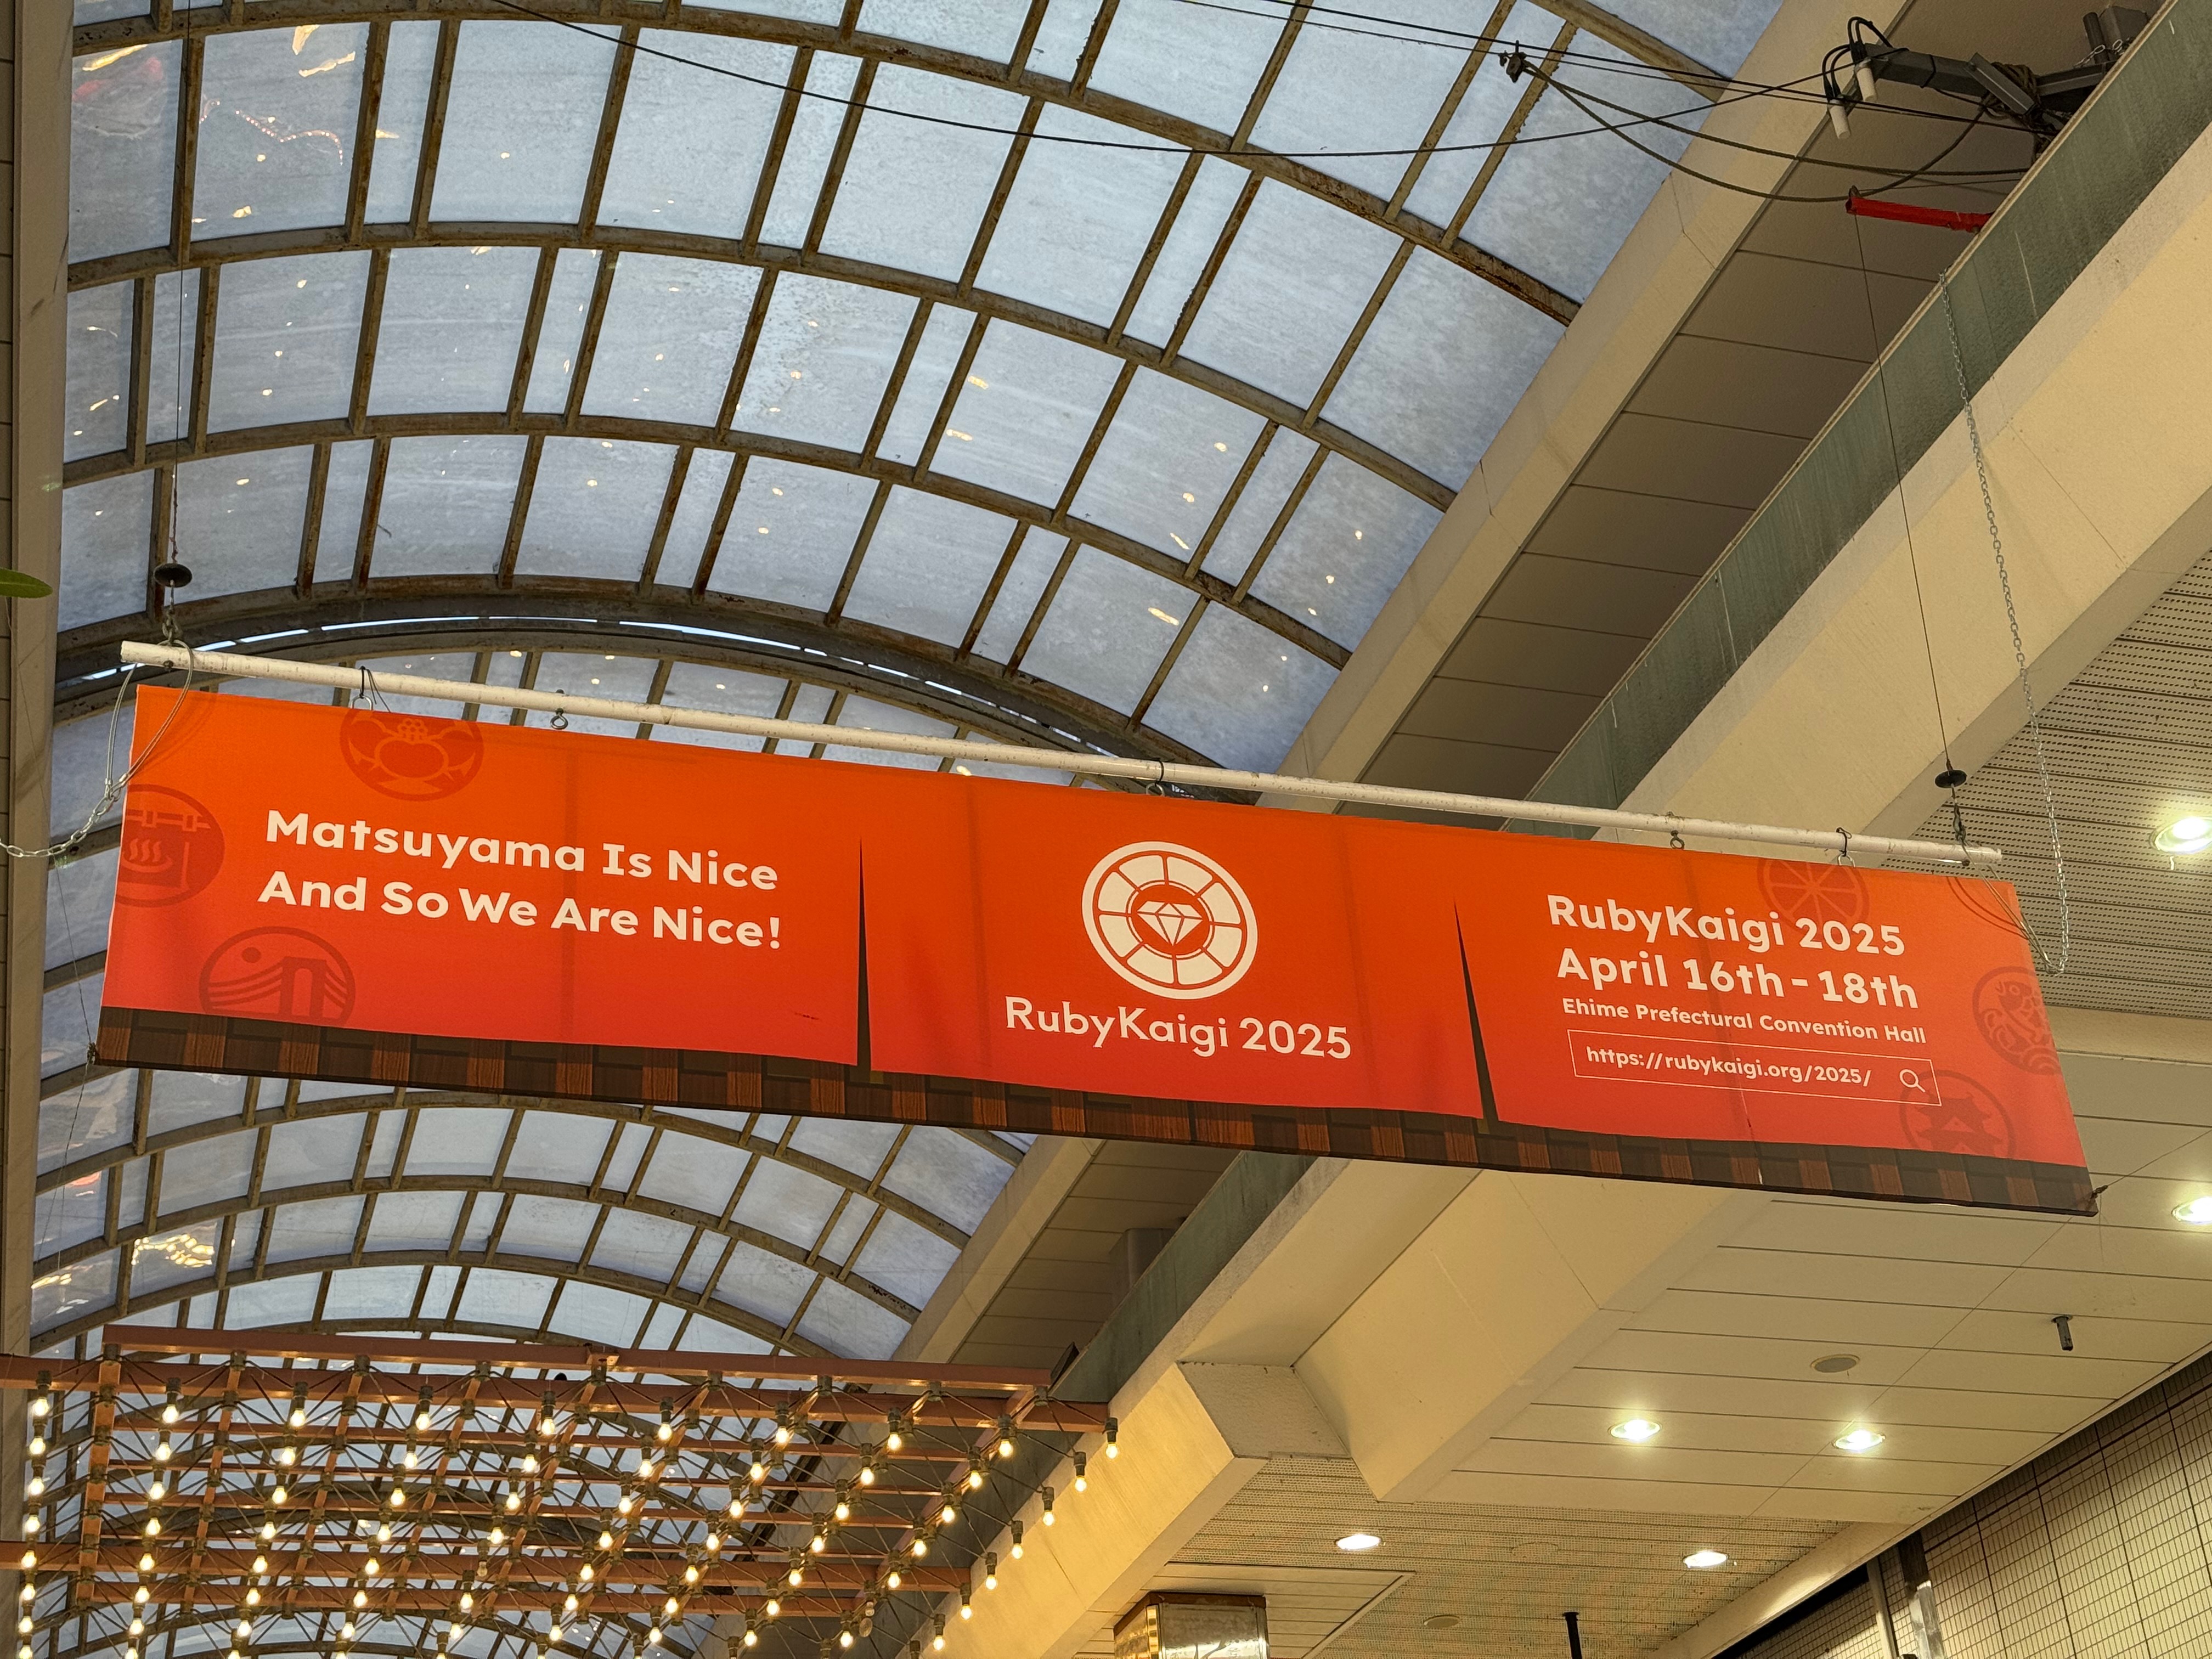 Matsuyama Is Nice
And So We Are Nice!
RubyKaigi 2025
RubyKaigi 2025
April 16th-18th
Ehime Prefectural Convention Hall
https://rubykaigi.org/2025/